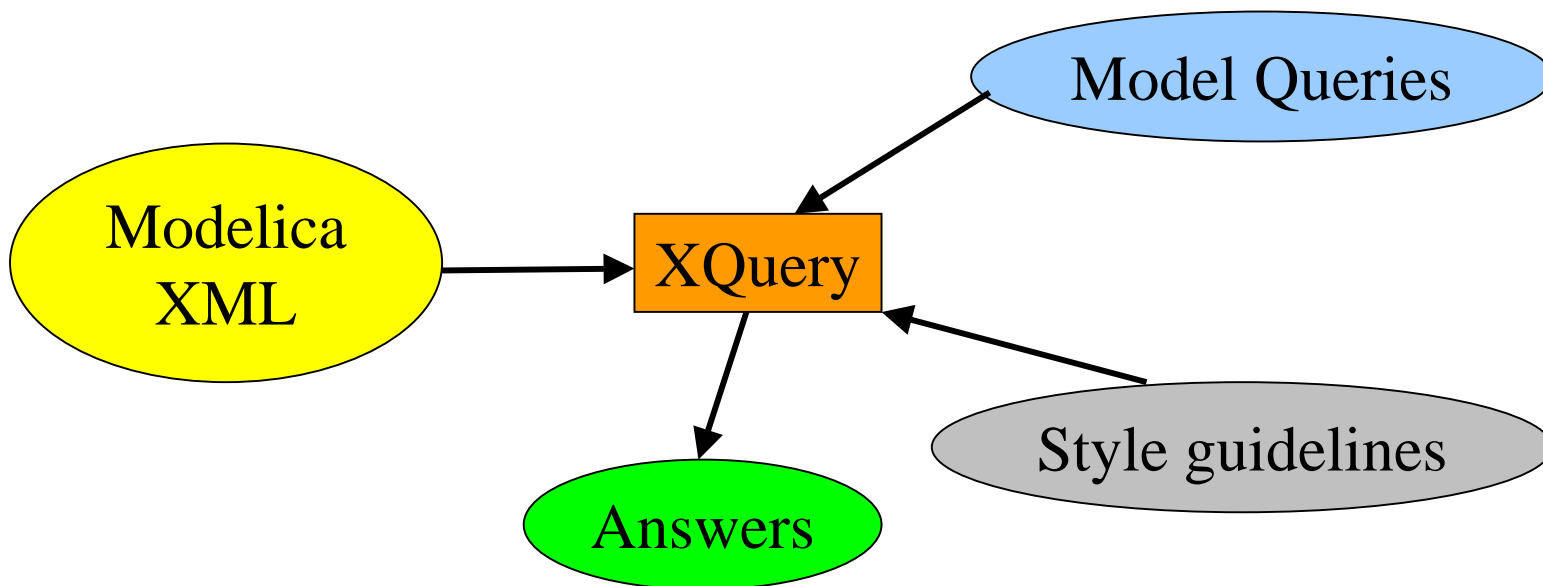 Model Queries
Modelica
XML
XQuery
Style guidelines
Answers